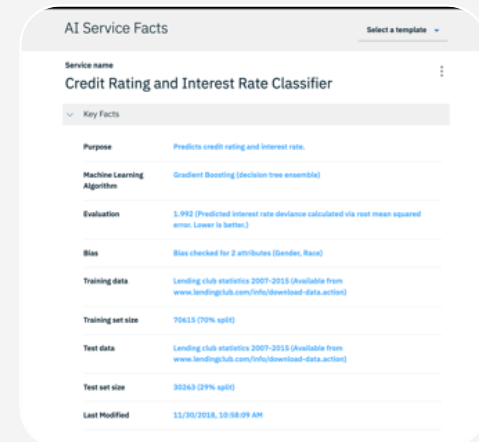 AI Service Facts
Select a template
Service name
Credit Rating and Interest Rate Classifier
Key Facts
Purpose
Predicts credit rating and interest rate.
Machine Learning
Algorithm
Gradient Boosting (decision tree ensemble)
Evaluation
1.992 (Predicted interest rate deviance calculated via root mean squared
error. Lower is better.)
Bias
Bias checked for 2 attributes (Gender, Race)
Training data
Lending club statistics 2007-2015 (Available from
www.lendingclub.com/info/download-data.action)
Training set size
70615 (70% split)
Test data
Lending club statistics 2007-2015 (Available from
www.lendingclub.com/info/download-data.action)
Test set size
30263 (29% split)
Last Modified
11/30/2018, 10:58:09 AM